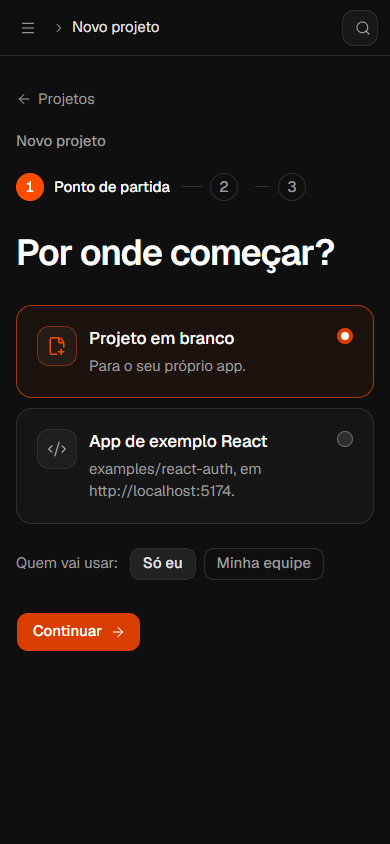 Novo projeto
Projetos
Novo projeto
1 Ponto de partida 2 3
Por onde começar?
Projeto em branco
Para o seu próprio app.
App de exemplo React
examples/react-auth, em
http://localhost:5174.
Quem vai usar: Só eu Minha equipe
Continuar